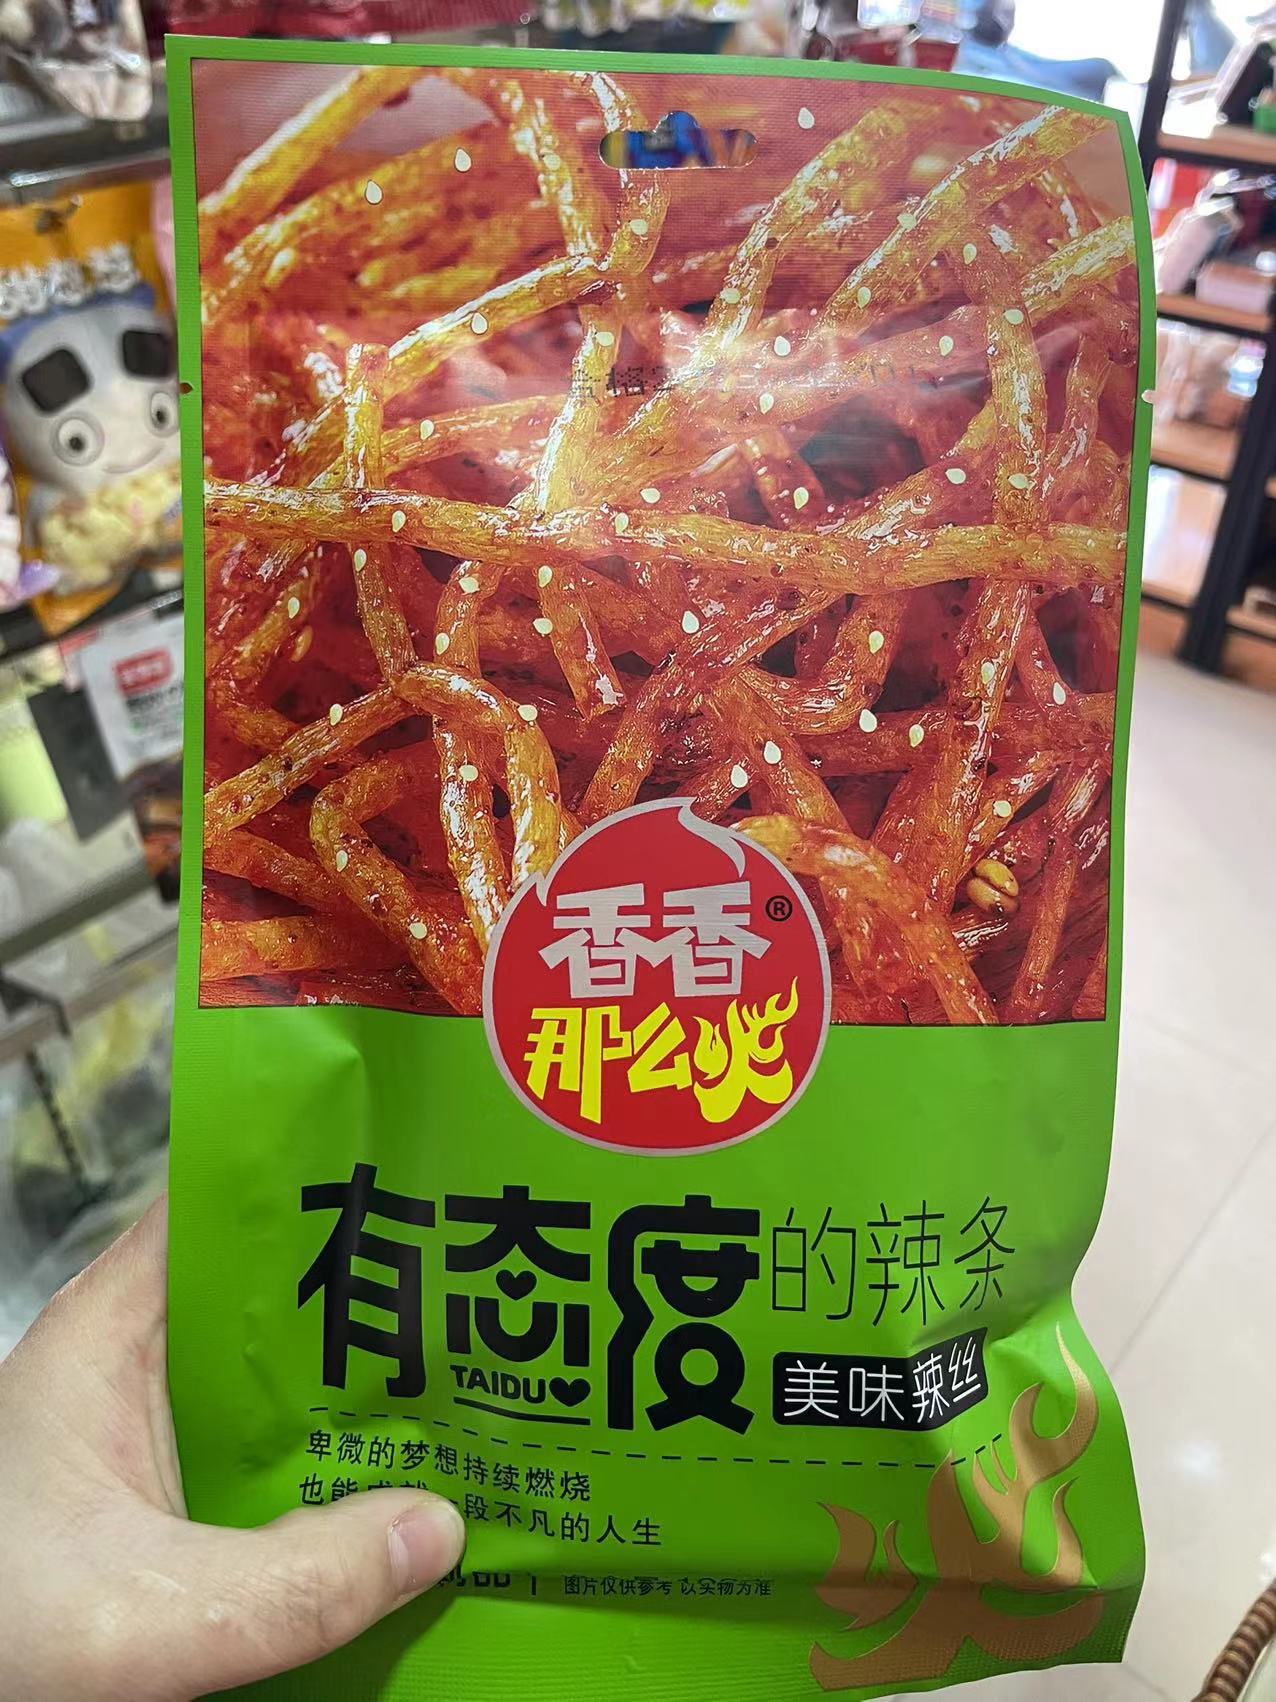 香香®
那么火
有态度的辣条
TAIDU
美味辣丝
卑微的梦想持续燃烧
也能成就一段不凡的人生
图片仅供参考 以实物为准